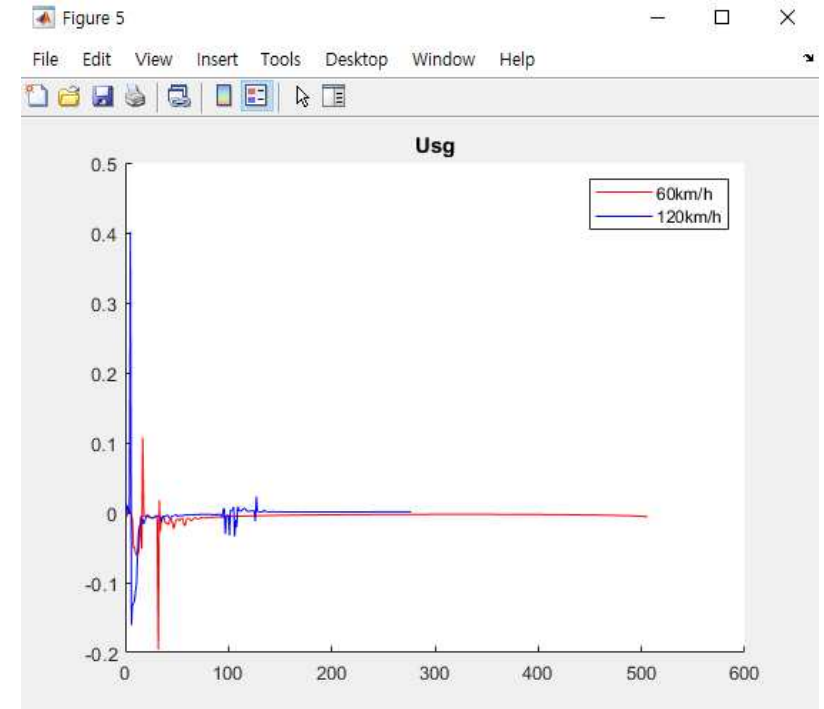 Figure 5
File Edit View Insert Tools Desktop Window Help
Usg
0.5
60km/h
120km/h
0.4
0.3
0.2
0.1
0
-0.1
-0.2
0 100 200 300 400 500 600